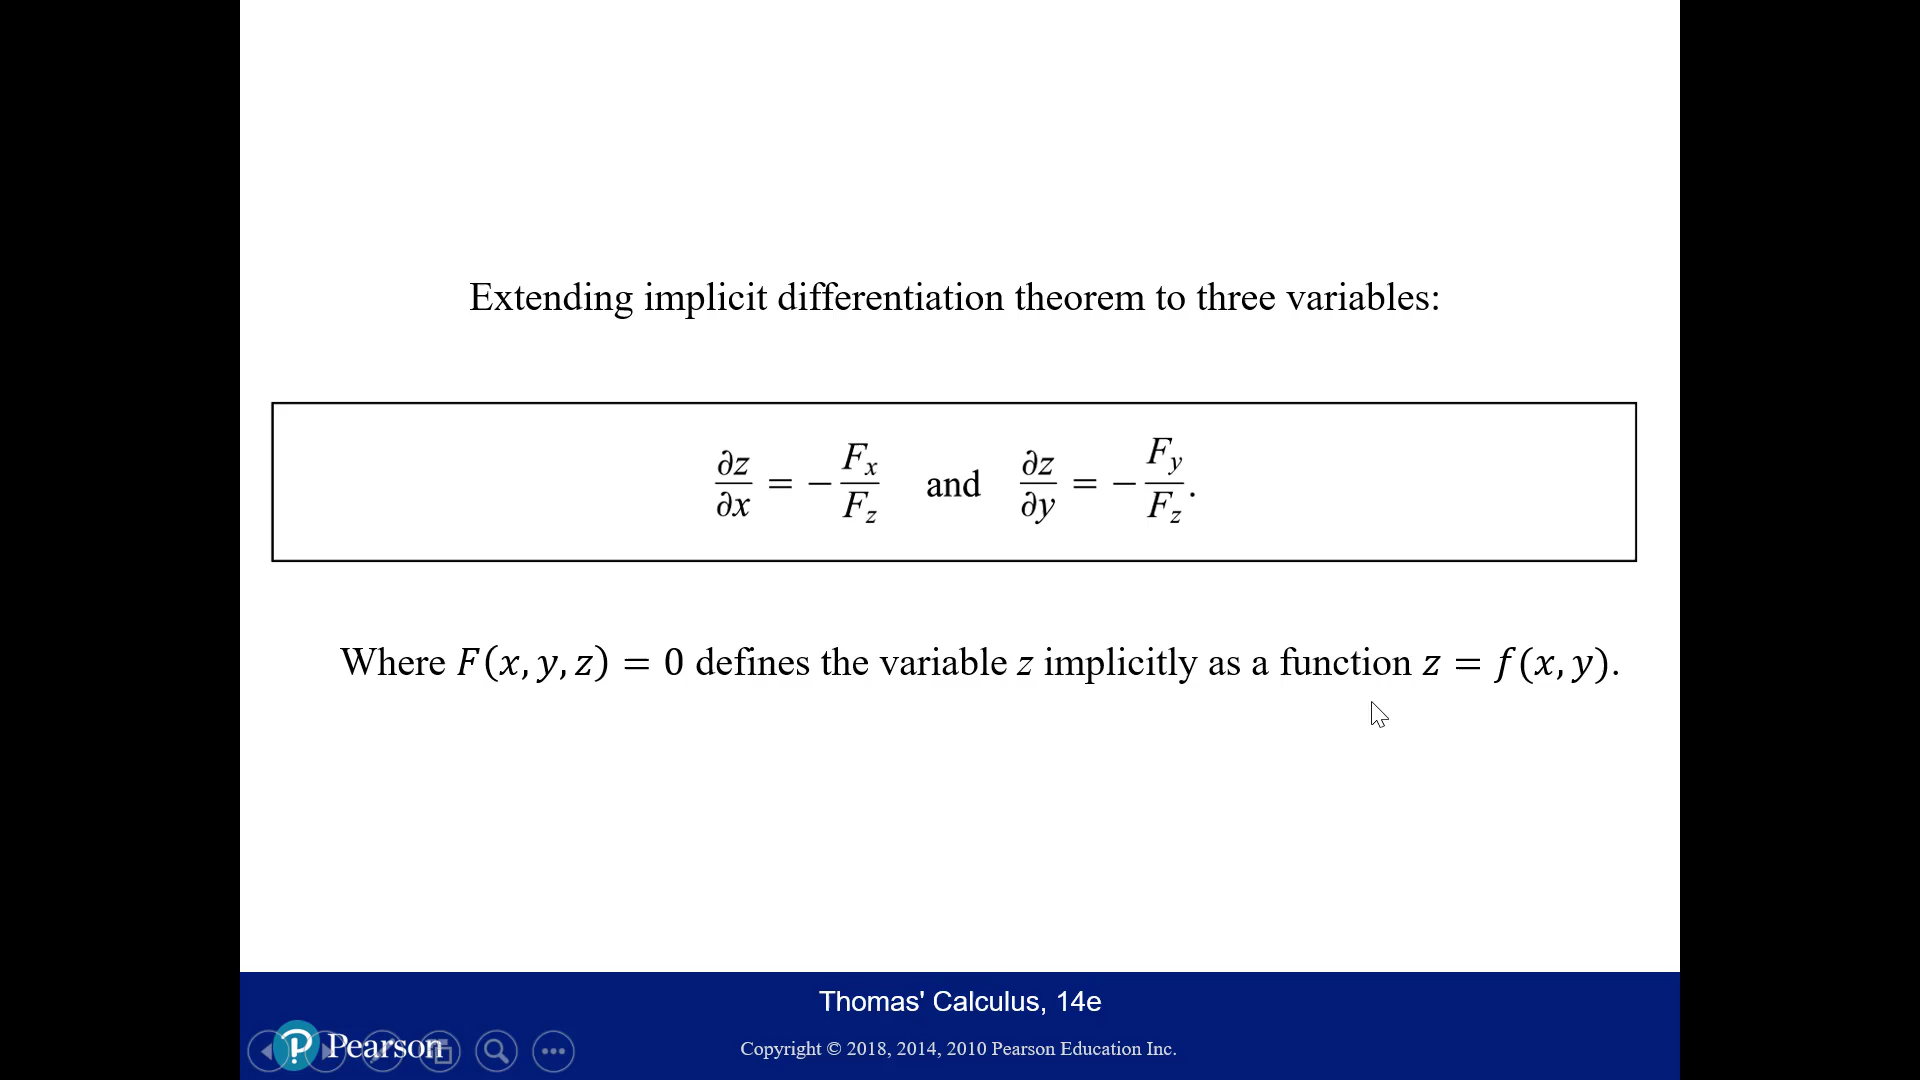 Extending implicit differentiation theorem to three variables:
∂z/∂x = −F_x/F_z and ∂z/∂y = −F_y/F_z.
Where F(x, y, z) = 0 defines the variable z implicitly as a function z = f(x, y).
Thomas' Calculus, 14e
Pearson
Copyright © 2018, 2014, 2010 Pearson Education Inc.